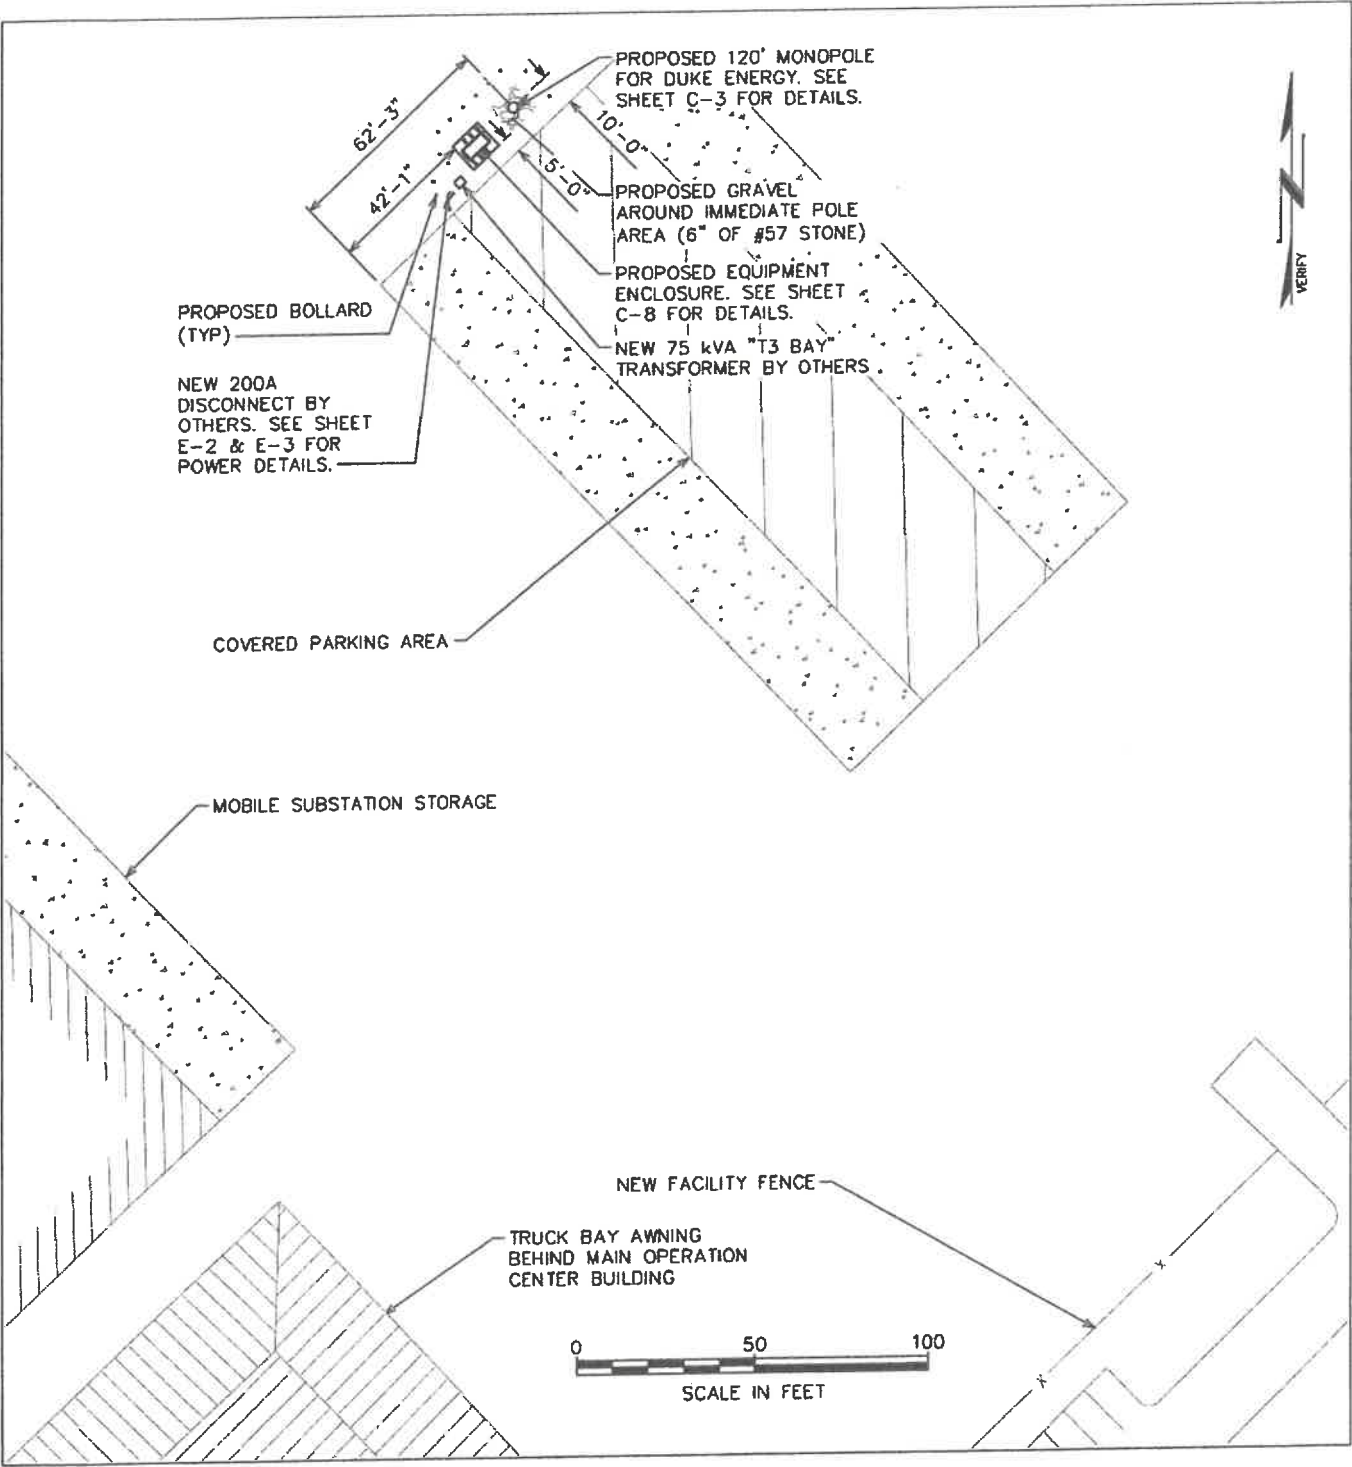 PROPOSED 120' MONOPOLE
FOR DUKE ENERGY. SEE
SHEET C-3 FOR DETAILS.
62'-3"
10'-0"
42'-1"
5'-0"
PROPOSED GRAVEL
AROUND IMMEDIATE POLE
AREA (6" OF #57 STONE)
PROPOSED EQUIPMENT
ENCLOSURE. SEE SHEET
C-8 FOR DETAILS.
NEW 75 kVA "T3 BAY"
TRANSFORMER BY OTHERS
VERIFY
PROPOSED BOLLARD
(TYP)
NEW 200A
DISCONNECT BY
OTHERS. SEE SHEET
E-2 & E-3 FOR
POWER DETAILS.
COVERED PARKING AREA
MOBILE SUBSTATION STORAGE
NEW FACILITY FENCE
TRUCK BAY AWNING
BEHIND MAIN OPERATION
CENTER BUILDING
X
X
0 50 100
SCALE IN FEET